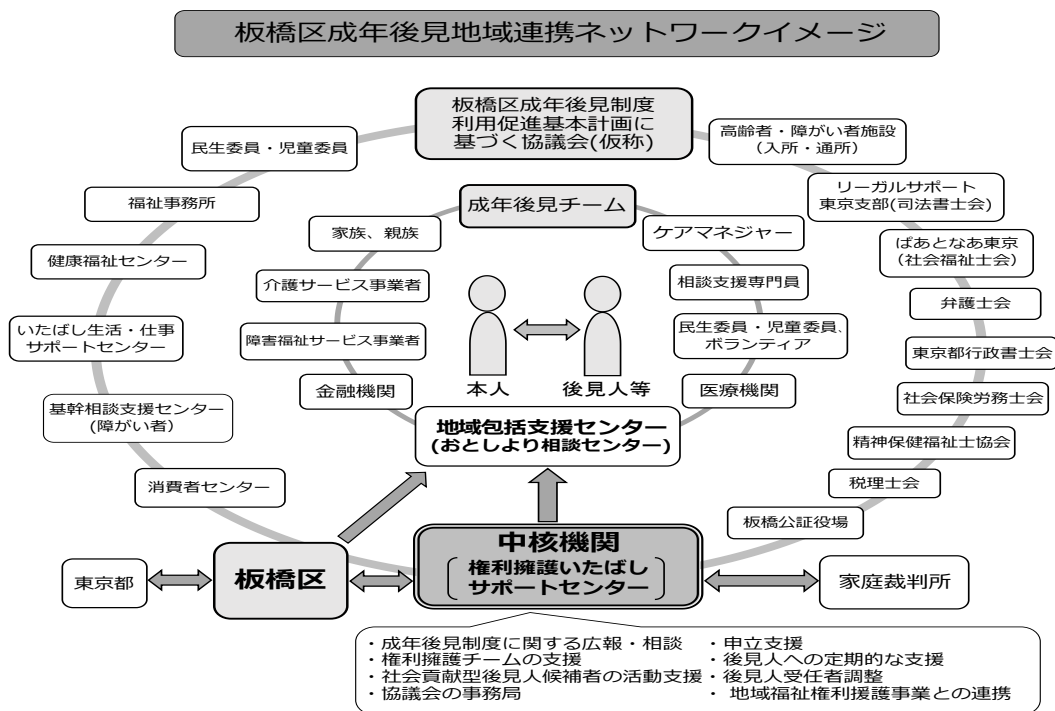 板橋区成年後見地域連携ネットワークイメージ
板橋区成年後見制度
利用促進基本計画に
基づく協議会(仮称)
民生委員・児童委員
福祉事務所
健康福祉センター
いたばし生活・仕事
サポートセンター
基幹相談支援センター
(障がい者)
消費者センター
高齢者・障がい者施設
(入所・通所)
リーガルサポート
東京支部(司法書士会)
ぱあとなあ東京
(社会福祉士会)
弁護士会
東京都行政書士会
社会保険労務士会
精神保健福祉士協会
税理士会
板橋公証役場
成年後見チーム
家族、親族
介護サービス事業者
障害福祉サービス事業者
金融機関
ケアマネジャー
相談支援専門員
民生委員・児童委員、
ボランティア
医療機関
本人
後見人等
地域包括支援センター
(おとしより相談センター)
東京都
板橋区
中核機関
権利擁護いたばし
サポートセンター
家庭裁判所
・成年後見制度に関する広報・相談
・権利擁護チームの支援
・社会貢献型後見人候補者の活動支援
・協議会の事務局
・申立支援
・後見人への定期的な支援
・後見人受任者調整
・地域福祉権利援護事業との連携